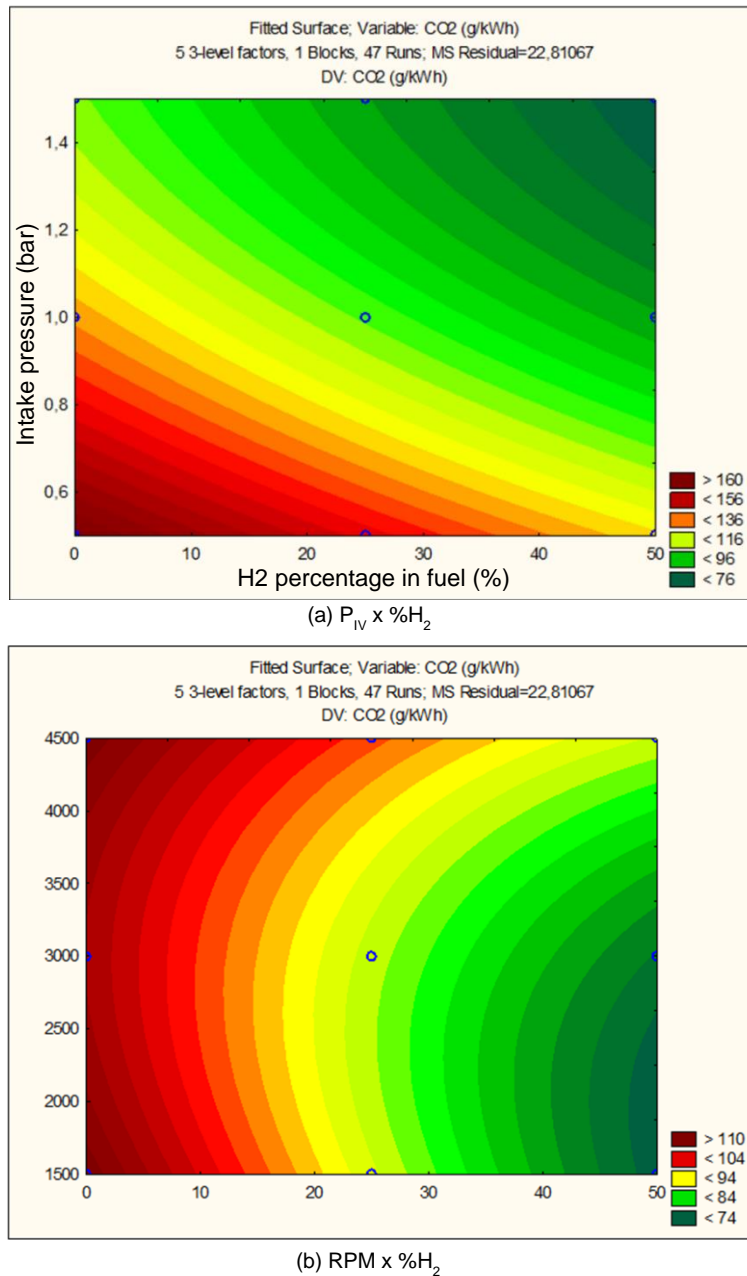 Fitted Surface; Variable: CO2 (g/kWh)
5 3-level factors, 1 Blocks, 47 Runs; MS Residual=22,81067
DV: CO2 (g/kWh)
Intake pressure (bar)
1,4
1,2
1,0
0,8
0,6
0 10 20 30 40 50
H2 percentage in fuel (%)
> 160
< 156
< 136
< 116
< 96
< 76
(a) P_IV x %H_2
Fitted Surface; Variable: CO2 (g/kWh)
5 3-level factors, 1 Blocks, 47 Runs; MS Residual=22,81067
DV: CO2 (g/kWh)
4500
4000
3500
3000
2500
2000
1500
0 10 20 30 40 50
> 110
< 104
< 94
< 84
< 74
(b) RPM x %H_2